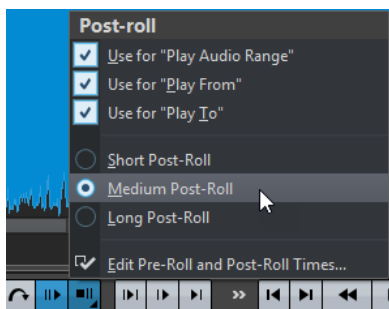 Post-roll
Use for "Play Audio Range"
Use for "Play From"
Use for "Play To"
Short Post-Roll
Medium Post-Roll
Long Post-Roll
Edit Pre-Roll and Post-Roll Times...